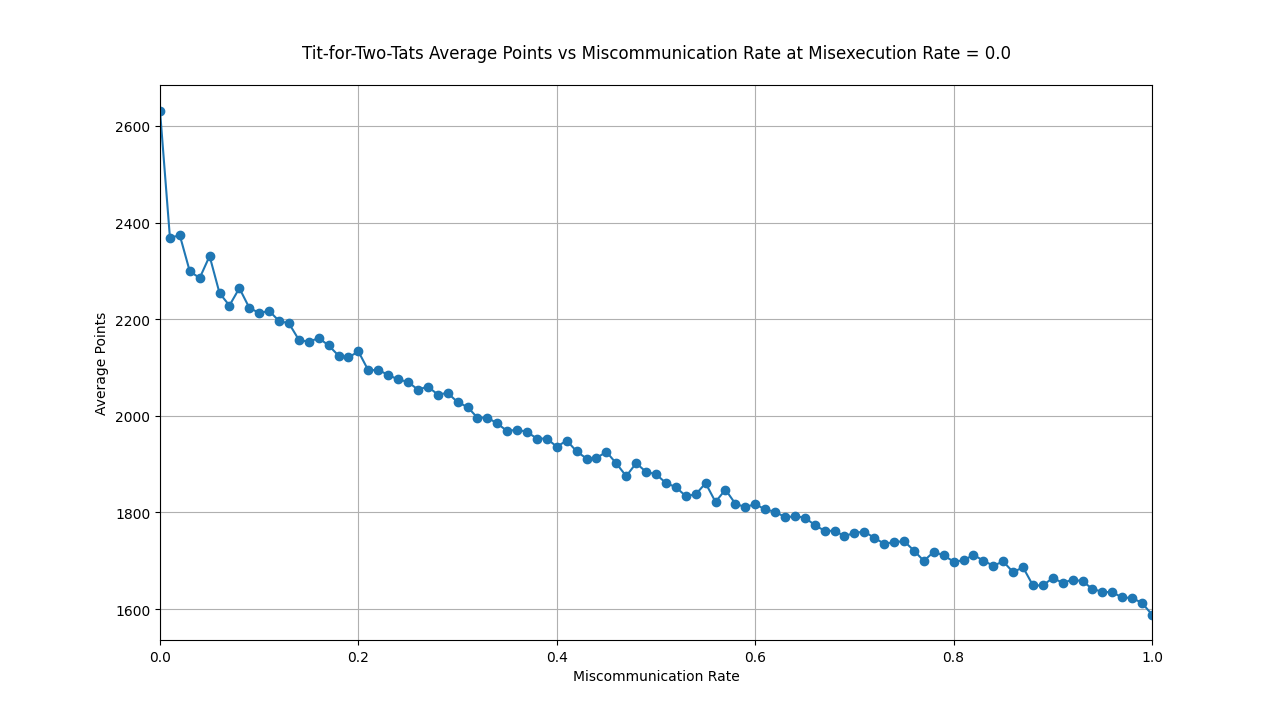 Tit-for-Two-Tats Average Points vs Miscommunication Rate at Misexecution Rate = 0.0
2600
2400
2200
2000
1800
1600
Average Points
0.0 0.2 0.4 0.6 0.8 1.0
Miscommunication Rate